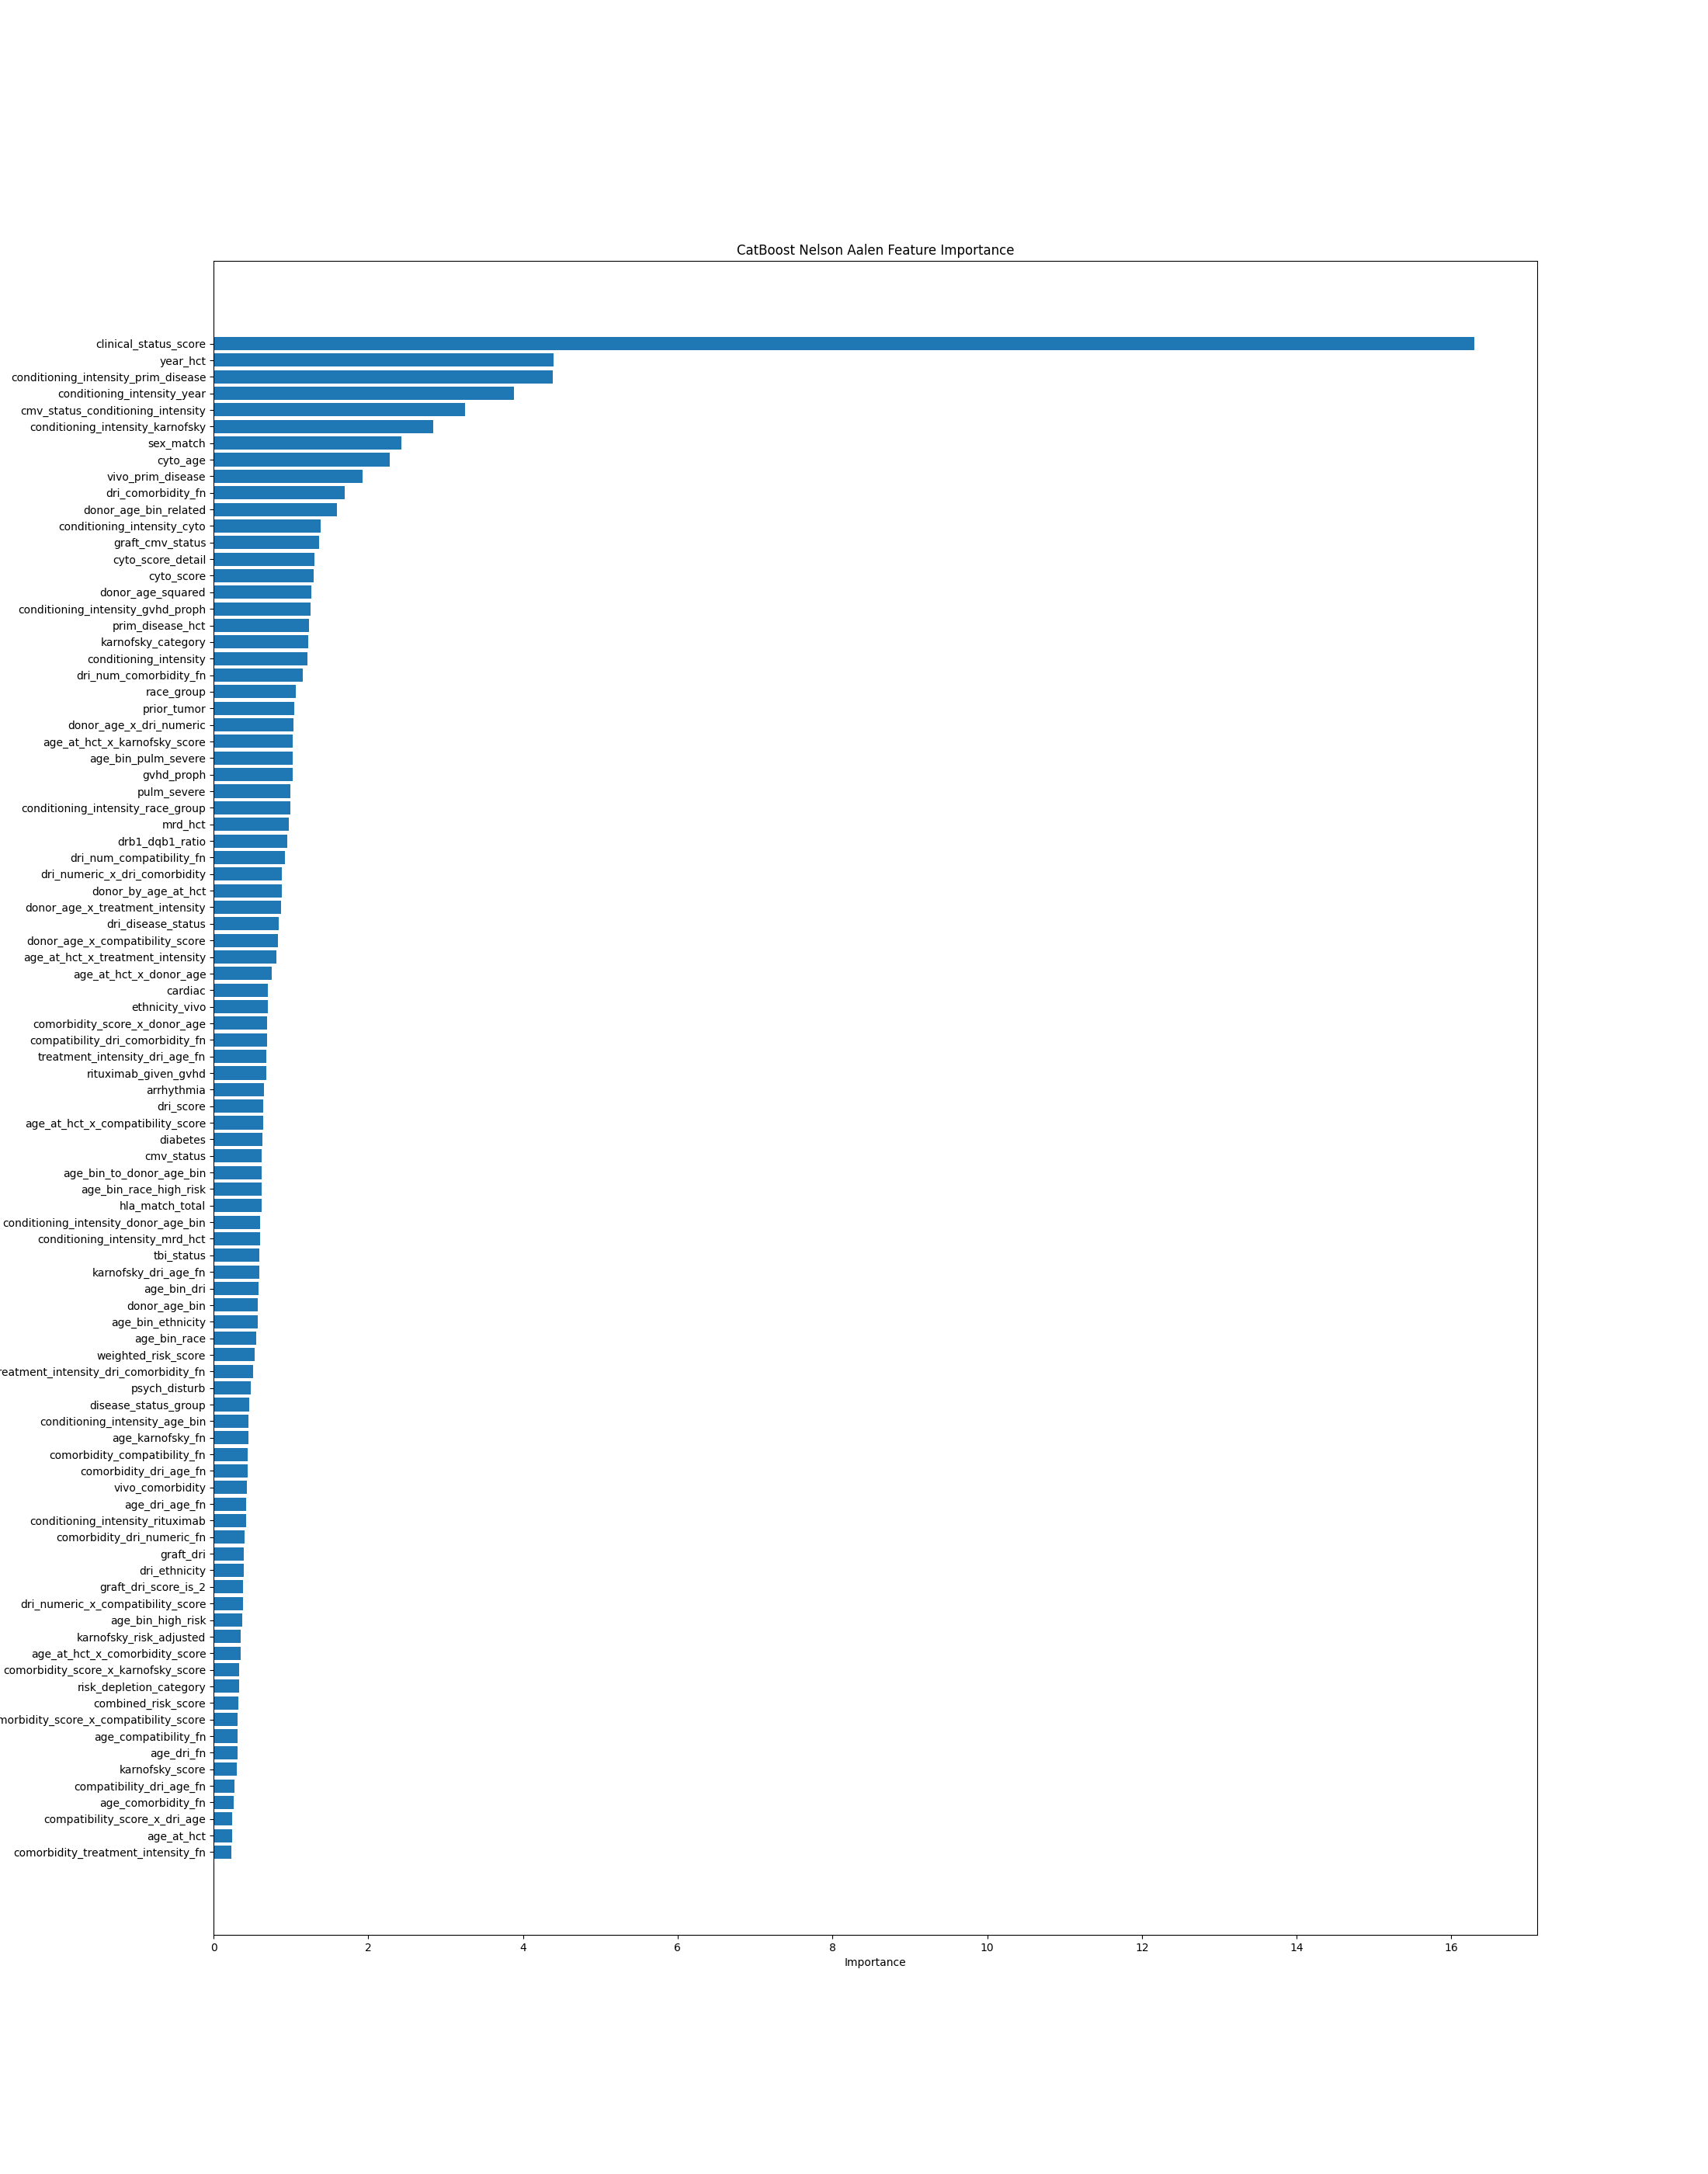 CatBoost Nelson Aalen Feature Importance
clinical_status_score
year_hct
conditioning_intensity_prim_disease
conditioning_intensity_year
cmv_status_conditioning_intensity
conditioning_intensity_karnofsky
sex_match
cyto_age
vivo_prim_disease
dri_comorbidity_fn
donor_age_bin_related
conditioning_intensity_cyto
graft_cmv_status
cyto_score_detail
cyto_score
donor_age_squared
conditioning_intensity_gvhd_proph
prim_disease_hct
karnofsky_category
conditioning_intensity
dri_num_comorbidity_fn
race_group
prior_tumor
donor_age_x_dri_numeric
age_at_hct_x_karnofsky_score
age_bin_pulm_severe
gvhd_proph
pulm_severe
conditioning_intensity_race_group
mrd_hct
drb1_dqb1_ratio
dri_num_compatibility_fn
dri_numeric_x_dri_comorbidity
donor_by_age_at_hct
donor_age_x_treatment_intensity
dri_disease_status
donor_age_x_compatibility_score
age_at_hct_x_treatment_intensity
age_at_hct_x_donor_age
cardiac
ethnicity_vivo
comorbidity_score_x_donor_age
compatibility_dri_comorbidity_fn
treatment_intensity_dri_age_fn
rituximab_given_gvhd
arrhythmia
dri_score
age_at_hct_x_compatibility_score
diabetes
cmv_status
age_bin_to_donor_age_bin
age_bin_race_high_risk
hla_match_total
conditioning_intensity_donor_age_bin
conditioning_intensity_mrd_hct
tbi_status
karnofsky_dri_age_fn
age_bin_dri
donor_age_bin
age_bin_ethnicity
age_bin_race
weighted_risk_score
reatment_intensity_dri_comorbidity_fn
psych_disturb
disease_status_group
conditioning_intensity_age_bin
age_karnofsky_fn
comorbidity_compatibility_fn
comorbidity_dri_age_fn
vivo_comorbidity
age_dri_age_fn
conditioning_intensity_rituximab
comorbidity_dri_numeric_fn
graft_dri
dri_ethnicity
graft_dri_score_is_2
dri_numeric_x_compatibility_score
age_bin_high_risk
karnofsky_risk_adjusted
age_at_hct_x_comorbidity_score
comorbidity_score_x_karnofsky_score
risk_depletion_category
combined_risk_score
morbidity_score_x_compatibility_score
age_compatibility_fn
age_dri_fn
karnofsky_score
compatibility_dri_age_fn
age_comorbidity_fn
compatibility_score_x_dri_age
age_at_hct
comorbidity_treatment_intensity_fn
0 2 4 6 8 10 12 14 16
Importance